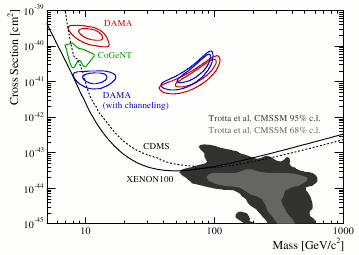 Cross Section [cm²]
10⁻³⁹
10⁻⁴⁰
10⁻⁴¹
10⁻⁴²
10⁻⁴³
10⁻⁴⁴
10⁻⁴⁵
DAMA
CoGeNT
DAMA
(with channeling)
Trotta et al. CMSSM 95% c.l.
Trotta et al. CMSSM 68% c.l.
CDMS
XENON100
10
100
1000
Mass [GeV/c²]